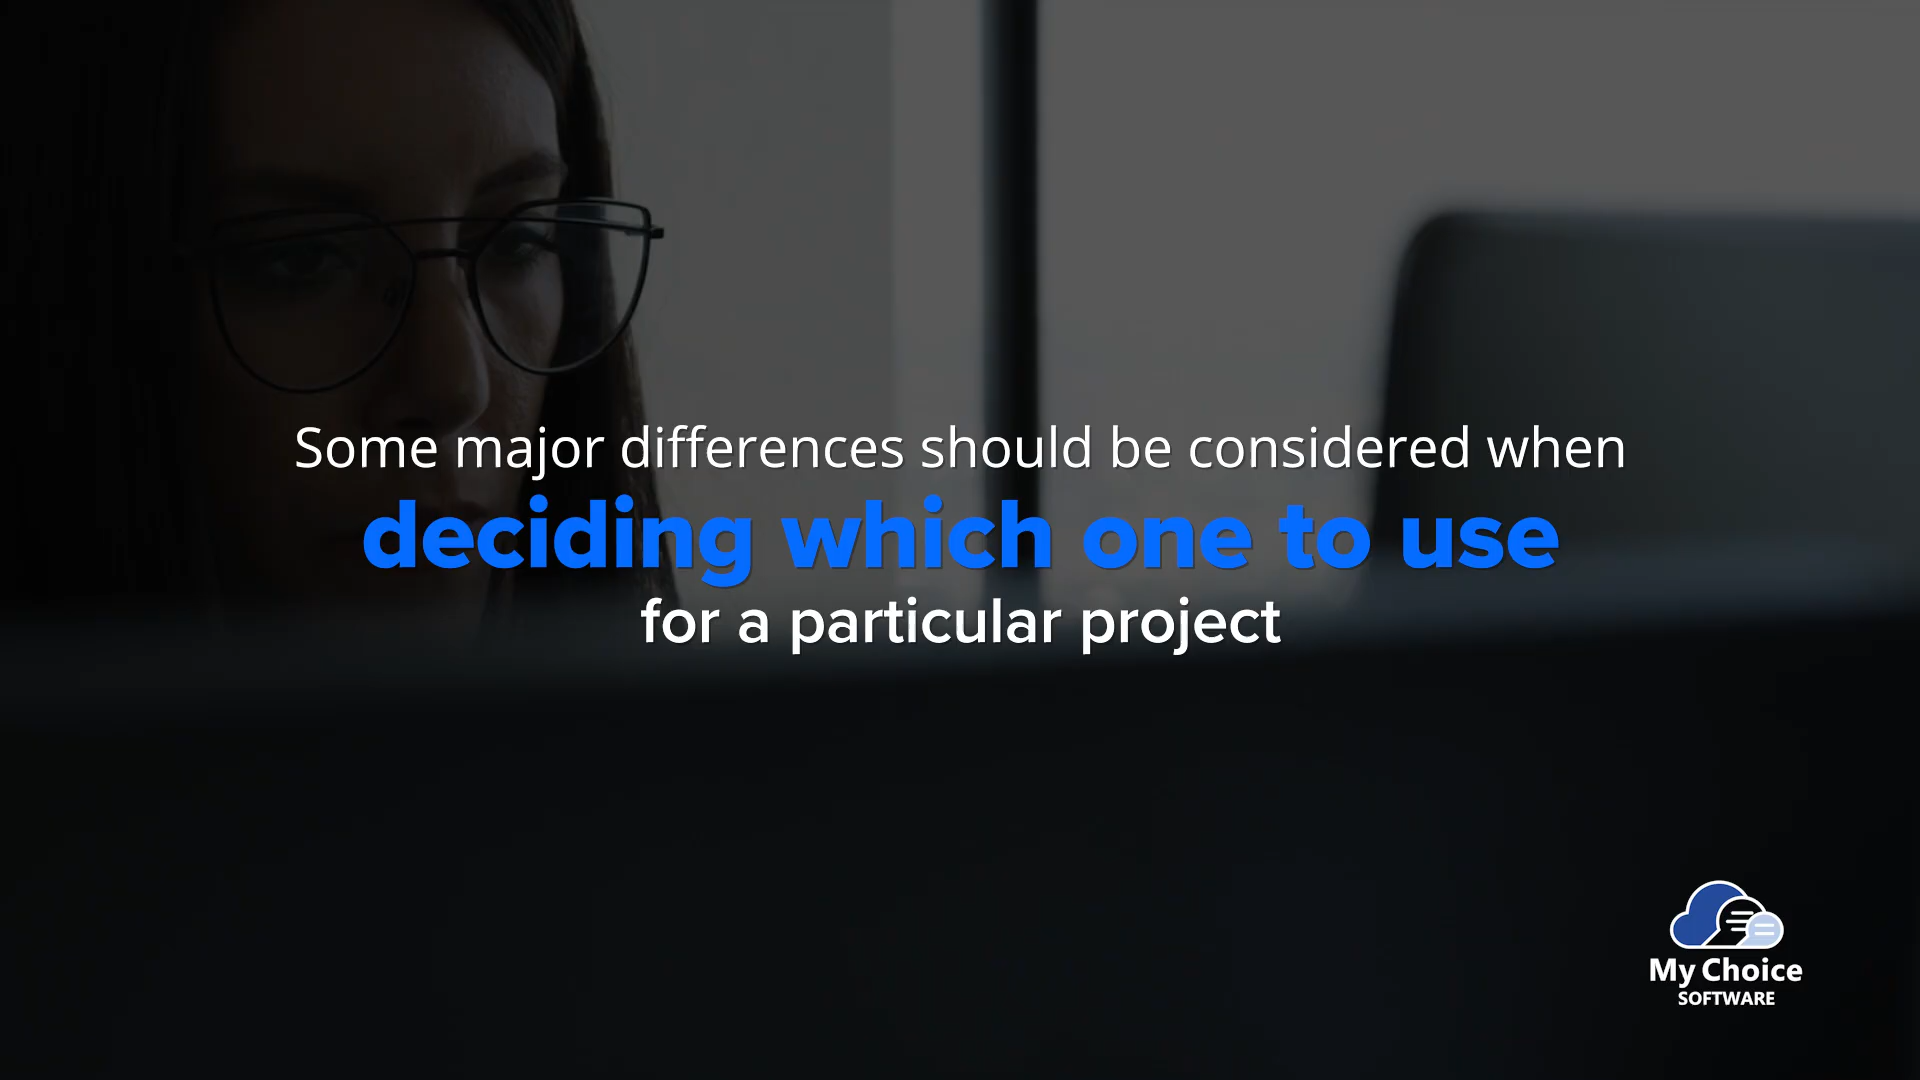 Some major differences should be considered when
deciding which one to use
for a particular project
My Choice
SOFTWARE